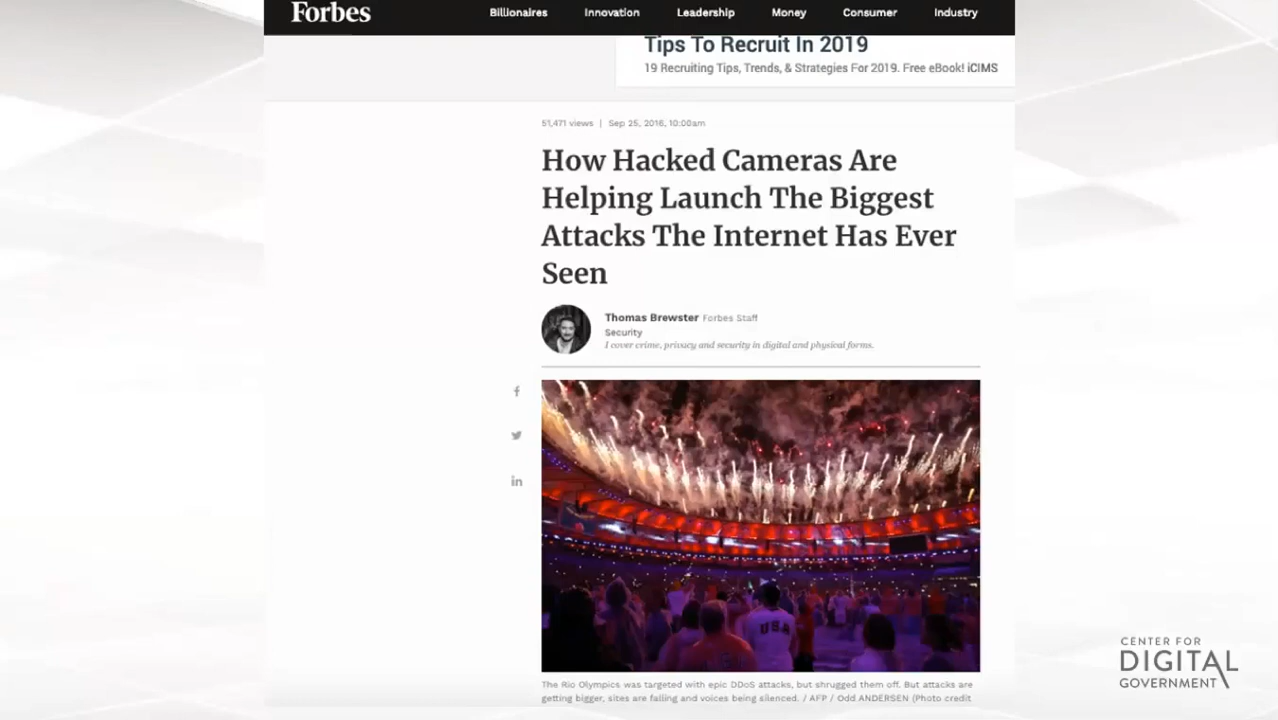 Forbes
Billionaires Innovation Leadership Money Consumer Industry
Tips To Recruit In 2019
19 Recruiting Tips, Trends, & Strategies For 2019. Free eBook! iCIMS
51,471 views | Sep 25, 2016, 10:00am
How Hacked Cameras Are
Helping Launch The Biggest
Attacks The Internet Has Ever
Seen
Thomas Brewster Forbes Staff
Security
I cover crime, privacy and security in digital and physical forms.
f
in
USA
The Rio Olympics was targeted with epic DDoS attacks, but shrugged them off. But attacks are
getting bigger, sites are falling and voices being silenced. / AFP / Odd ANDERSEN (Photo credit
CENTER FOR
DIGITAL
GOVERNMENT